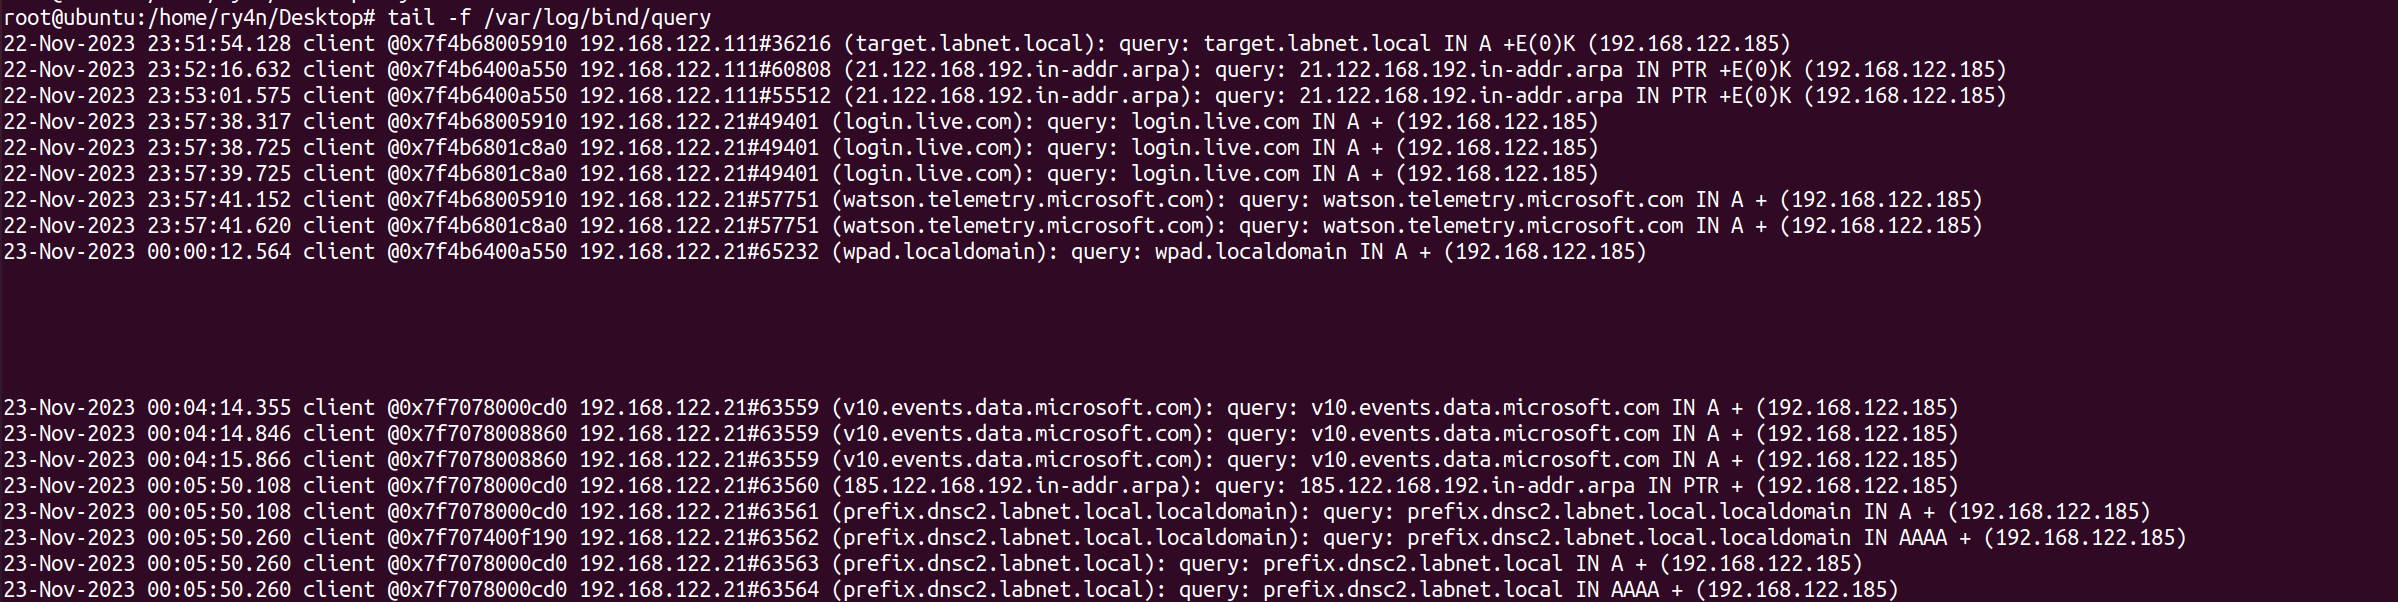 root@ubuntu:/home/ry4n/Desktop# tail -f /var/log/bind/query
22-Nov-2023 23:51:54.128 client @0x7f4b68005910 192.168.122.111#36216 (target.labnet.local): query: target.labnet.local IN A +E(0)K (192.168.122.185)
22-Nov-2023 23:52:16.632 client @0x7f4b6400a550 192.168.122.111#60808 (21.122.168.192.in-addr.arpa): query: 21.122.168.192.in-addr.arpa IN PTR +E(0)K (192.168.122.185)
22-Nov-2023 23:53:01.575 client @0x7f4b6400a550 192.168.122.111#55512 (21.122.168.192.in-addr.arpa): query: 21.122.168.192.in-addr.arpa IN PTR +E(0)K (192.168.122.185)
22-Nov-2023 23:57:38.317 client @0x7f4b68005910 192.168.122.21#49401 (login.live.com): query: login.live.com IN A + (192.168.122.185)
22-Nov-2023 23:57:38.725 client @0x7f4b6801c8a0 192.168.122.21#49401 (login.live.com): query: login.live.com IN A + (192.168.122.185)
22-Nov-2023 23:57:39.725 client @0x7f4b6801c8a0 192.168.122.21#49401 (login.live.com): query: login.live.com IN A + (192.168.122.185)
22-Nov-2023 23:57:41.152 client @0x7f4b68005910 192.168.122.21#57751 (watson.telemetry.microsoft.com): query: watson.telemetry.microsoft.com IN A + (192.168.122.185)
22-Nov-2023 23:57:41.620 client @0x7f4b6801c8a0 192.168.122.21#57751 (watson.telemetry.microsoft.com): query: watson.telemetry.microsoft.com IN A + (192.168.122.185)
23-Nov-2023 00:00:12.564 client @0x7f4b6400a550 192.168.122.21#65232 (wpad.localdomain): query: wpad.localdomain IN A + (192.168.122.185)
23-Nov-2023 00:04:14.355 client @0x7f7078000cd0 192.168.122.21#63559 (v10.events.data.microsoft.com): query: v10.events.data.microsoft.com IN A + (192.168.122.185)
23-Nov-2023 00:04:14.846 client @0x7f7078008860 192.168.122.21#63559 (v10.events.data.microsoft.com): query: v10.events.data.microsoft.com IN A + (192.168.122.185)
23-Nov-2023 00:04:15.866 client @0x7f7078008860 192.168.122.21#63559 (v10.events.data.microsoft.com): query: v10.events.data.microsoft.com IN A + (192.168.122.185)
23-Nov-2023 00:05:50.108 client @0x7f7078000cd0 192.168.122.21#63560 (185.122.168.192.in-addr.arpa): query: 185.122.168.192.in-addr.arpa IN PTR + (192.168.122.185)
23-Nov-2023 00:05:50.108 client @0x7f7078000cd0 192.168.122.21#63561 (prefix.dnsc2.labnet.local.localdomain): query: prefix.dnsc2.labnet.local.localdomain IN A + (192.168.122.185)
23-Nov-2023 00:05:50.260 client @0x7f707400f190 192.168.122.21#63562 (prefix.dnsc2.labnet.local.localdomain): query: prefix.dnsc2.labnet.local.localdomain IN AAAA + (192.168.122.185)
23-Nov-2023 00:05:50.260 client @0x7f7078000cd0 192.168.122.21#63563 (prefix.dnsc2.labnet.local): query: prefix.dnsc2.labnet.local IN A + (192.168.122.185)
23-Nov-2023 00:05:50.260 client @0x7f7078000cd0 192.168.122.21#63564 (prefix.dnsc2.labnet.local): query: prefix.dnsc2.labnet.local IN AAAA + (192.168.122.185)